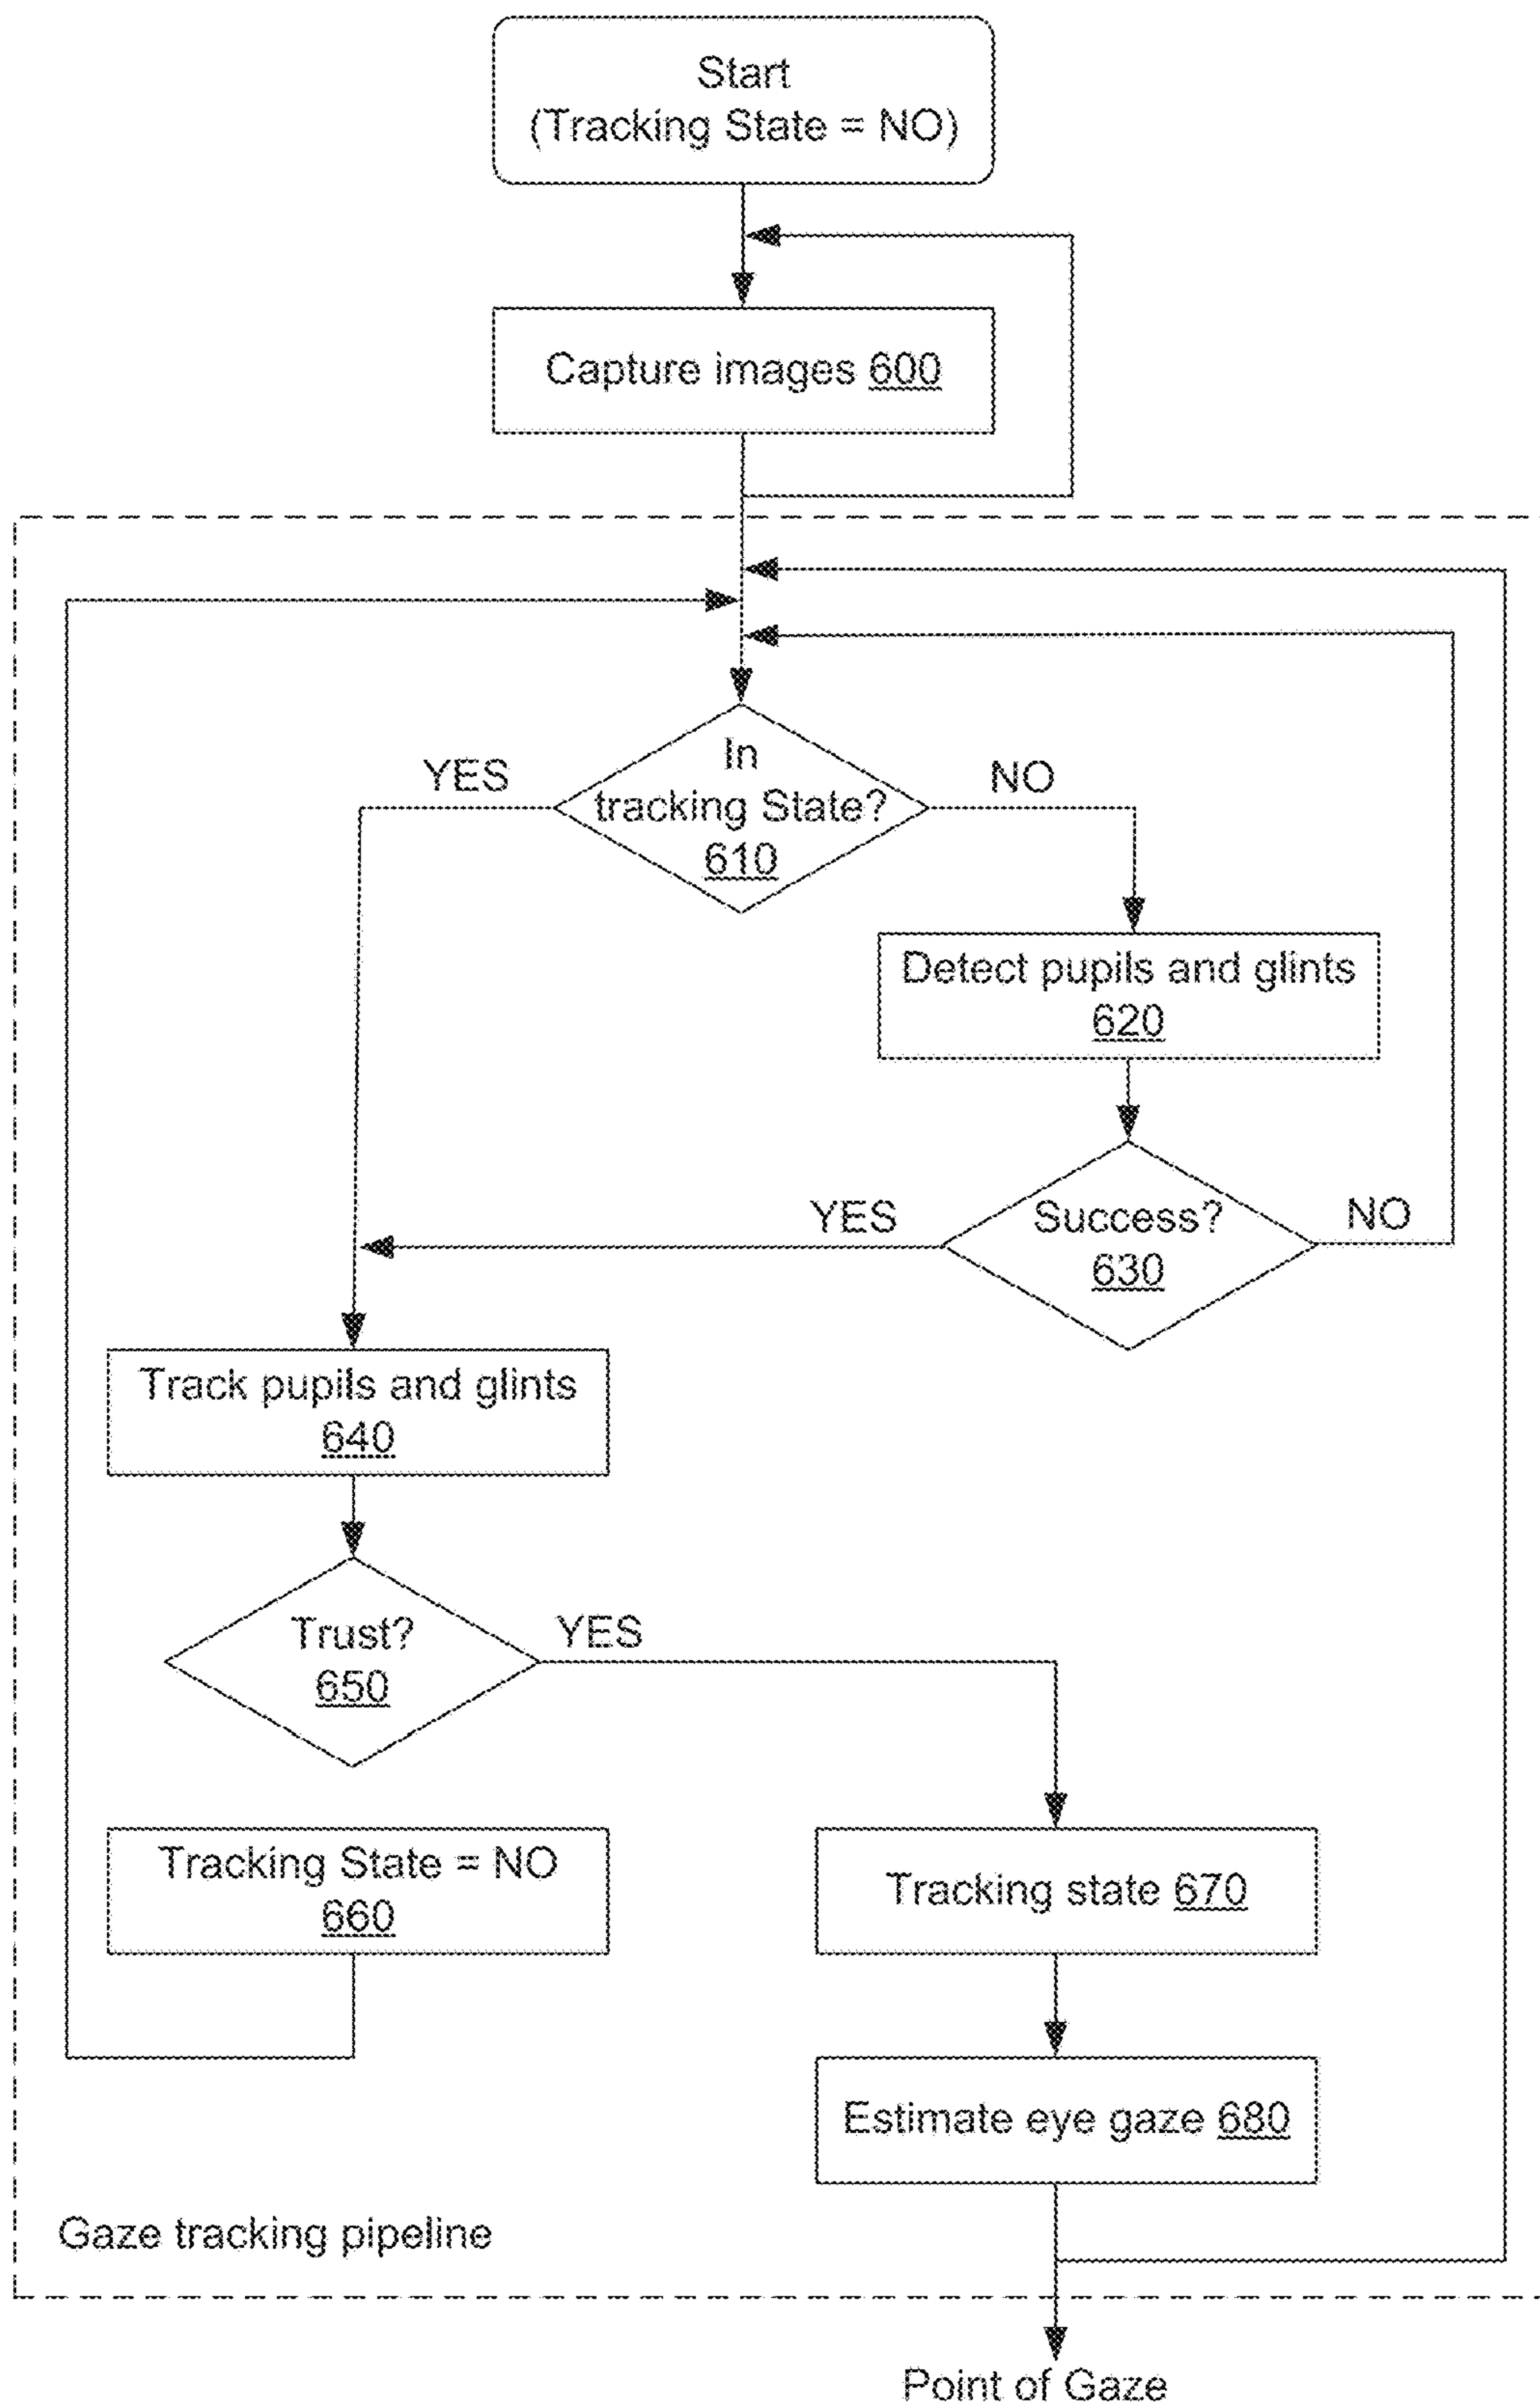 Start
(Tracking State = NO)
Capture images 600
In
tracking State?
610
YES
NO
Detect pupils and glints
620
Success?
630
YES
NO
Track pupils and glints
640
Trust?
650
YES
Tracking State = NO
660
Tracking state 670
Estimate eye gaze 680
Gaze tracking pipeline
Point of Gaze